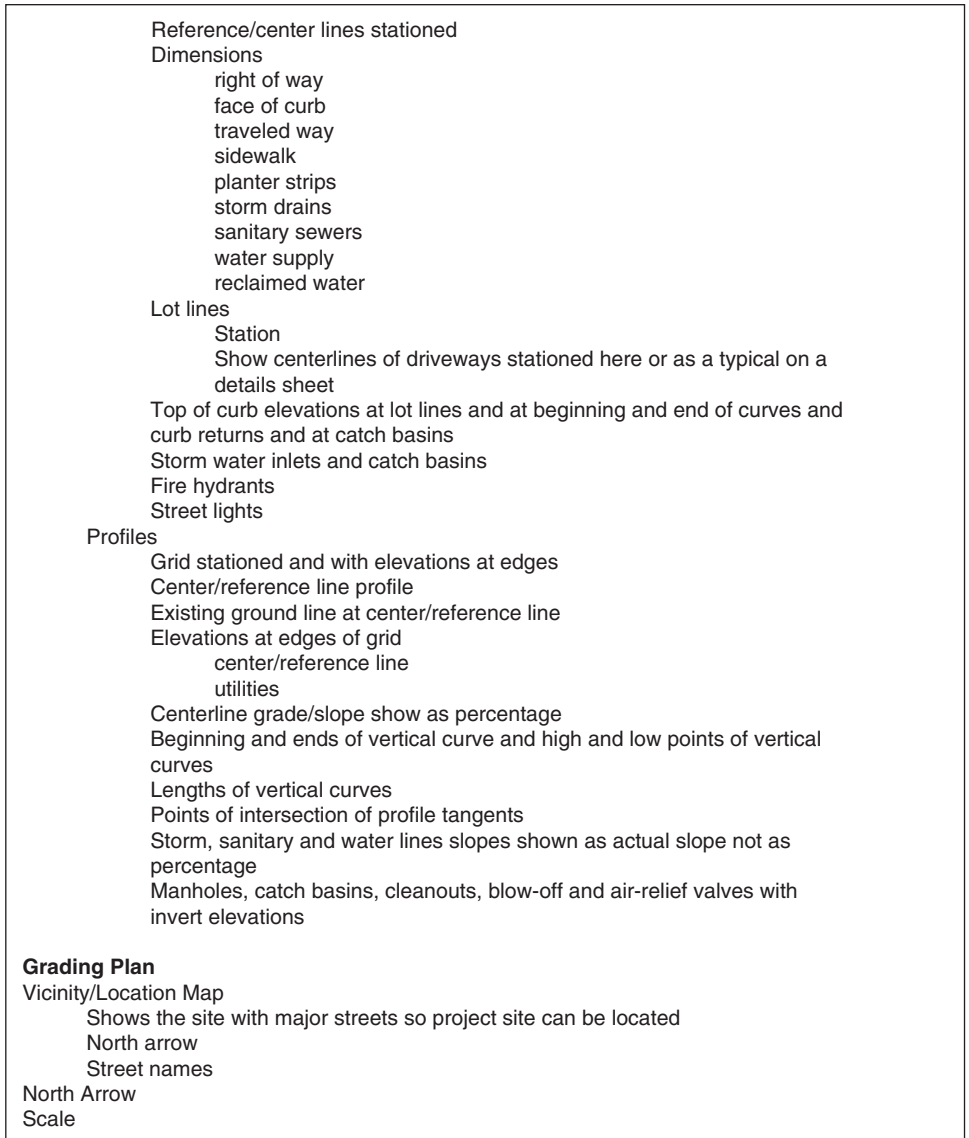 Reference/center lines stationed
Dimensions
right of way
face of curb
traveled way
sidewalk
planter strips
storm drains
sanitary sewers
water supply
reclaimed water
Lot lines
Station
Show centerlines of driveways stationed here or as a typical on a
details sheet
Top of curb elevations at lot lines and at beginning and end of curves and
curb returns and at catch basins
Storm water inlets and catch basins
Fire hydrants
Street lights
Profiles
Grid stationed and with elevations at edges
Center/reference line profile
Existing ground line at center/reference line
Elevations at edges of grid
center/reference line
utilities
Centerline grade/slope show as percentage
Beginning and ends of vertical curve and high and low points of vertical
curves
Lengths of vertical curves
Points of intersection of profile tangents
Storm, sanitary and water lines slopes shown as actual slope not as
percentage
Manholes, catch basins, cleanouts, blow-off and air-relief valves with
invert elevations
Grading Plan
Vicinity/Location Map
Shows the site with major streets so project site can be located
North arrow
Street names
North Arrow
Scale